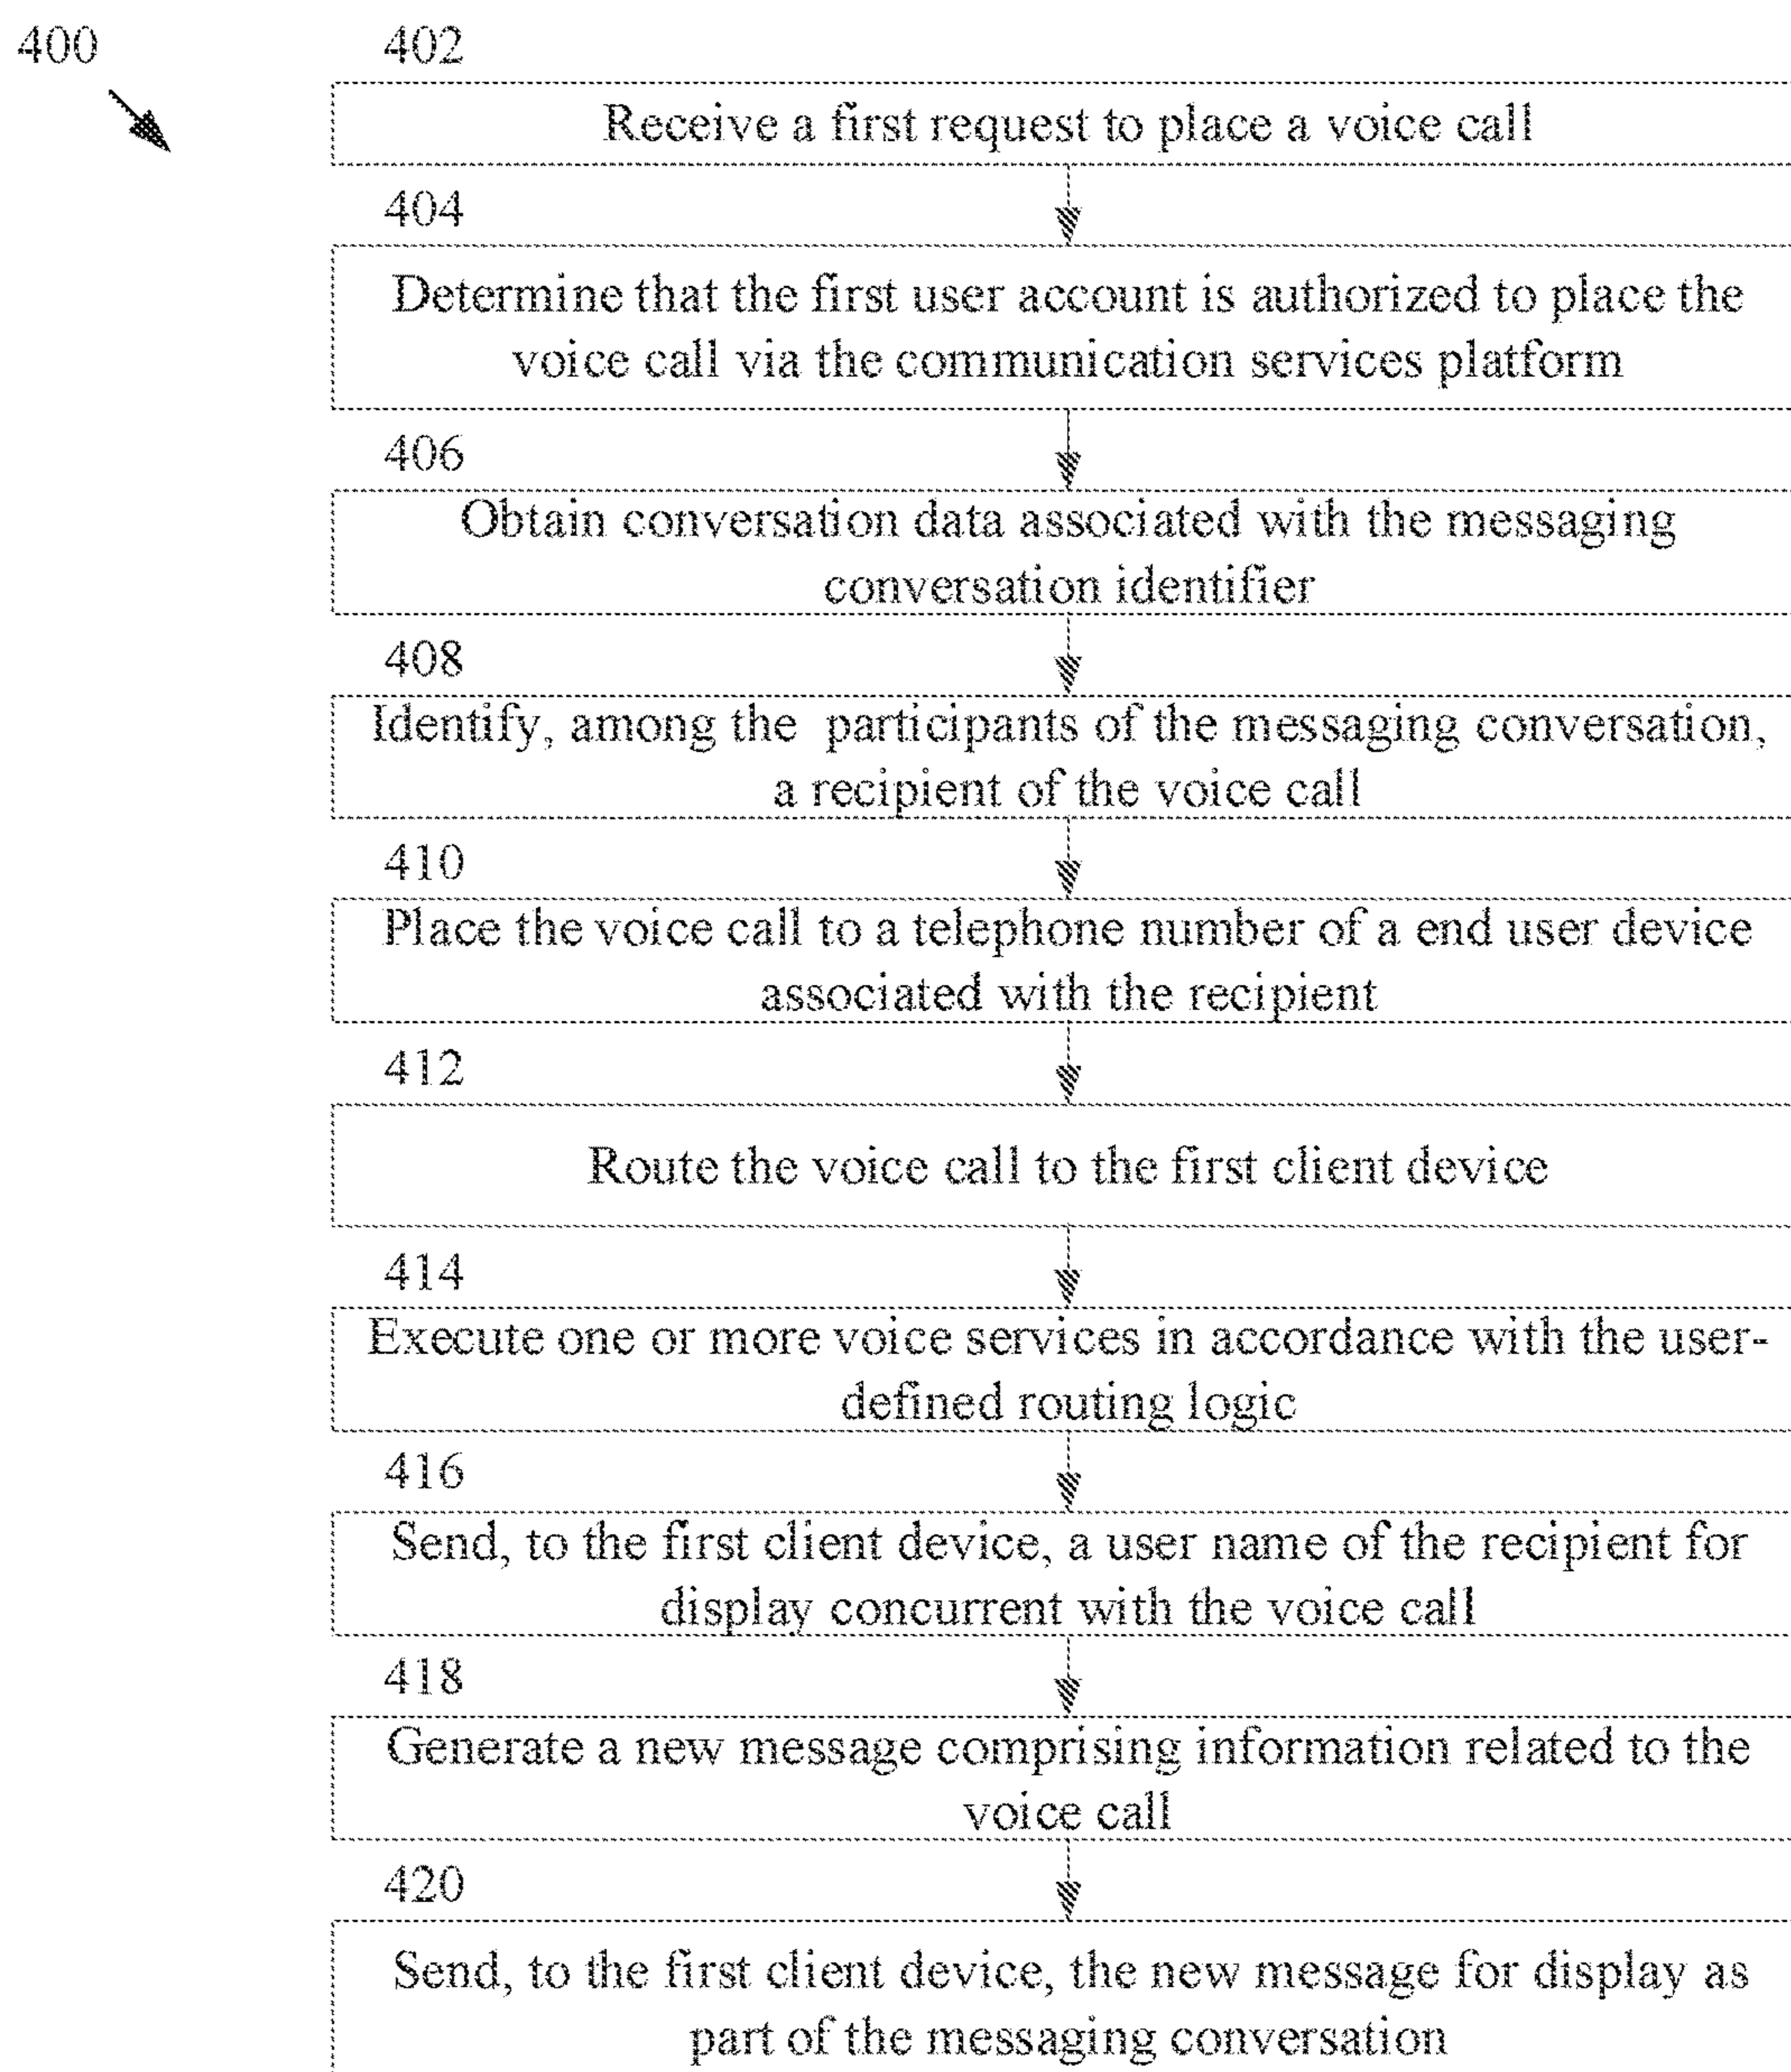 400
402
Receive a first request to place a voice call
404
Determine that the first user account is authorized to place the
voice call via the communication services platform
406
Obtain conversation data associated with the messaging
conversation identifier
408
Identify, among the participants of the messaging conversation,
a recipient of the voice call
410
Place the voice call to a telephone number of a end user device
associated with the recipient
412
Route the voice call to the first client device
414
Execute one or more voice services in accordance with the user-
defined routing logic
416
Send, to the first client device, a user name of the recipient for
display concurrent with the voice call
418
Generate a new message comprising information related to the
voice call
420
Send, to the first client device, the new message for display as
part of the messaging conversation